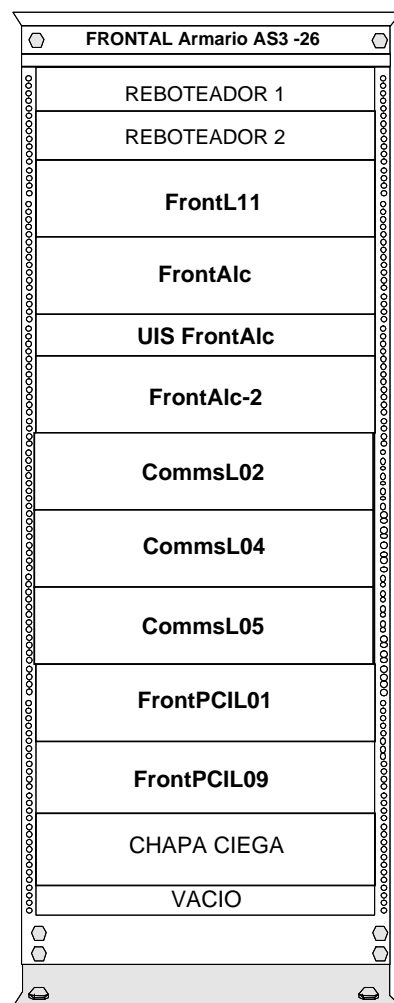 FRONTAL Armario AS3 -26
REBOTEADOR 1
REBOTEADOR 2
FrontL11
FrontAlc
UIS FrontAlc
FrontAlc-2
CommsL02
CommsL04
CommsL05
FrontPCIL01
FrontPCIL09
CHAPA CIEGA
VACIO